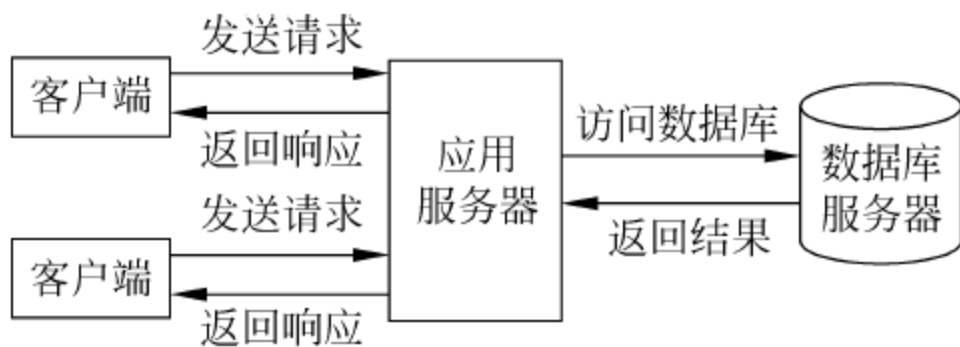 发送请求
客户端
返回响应
发送请求
客户端
返回响应
应用
服务器
访问数据库
返回结果
数据库
服务器